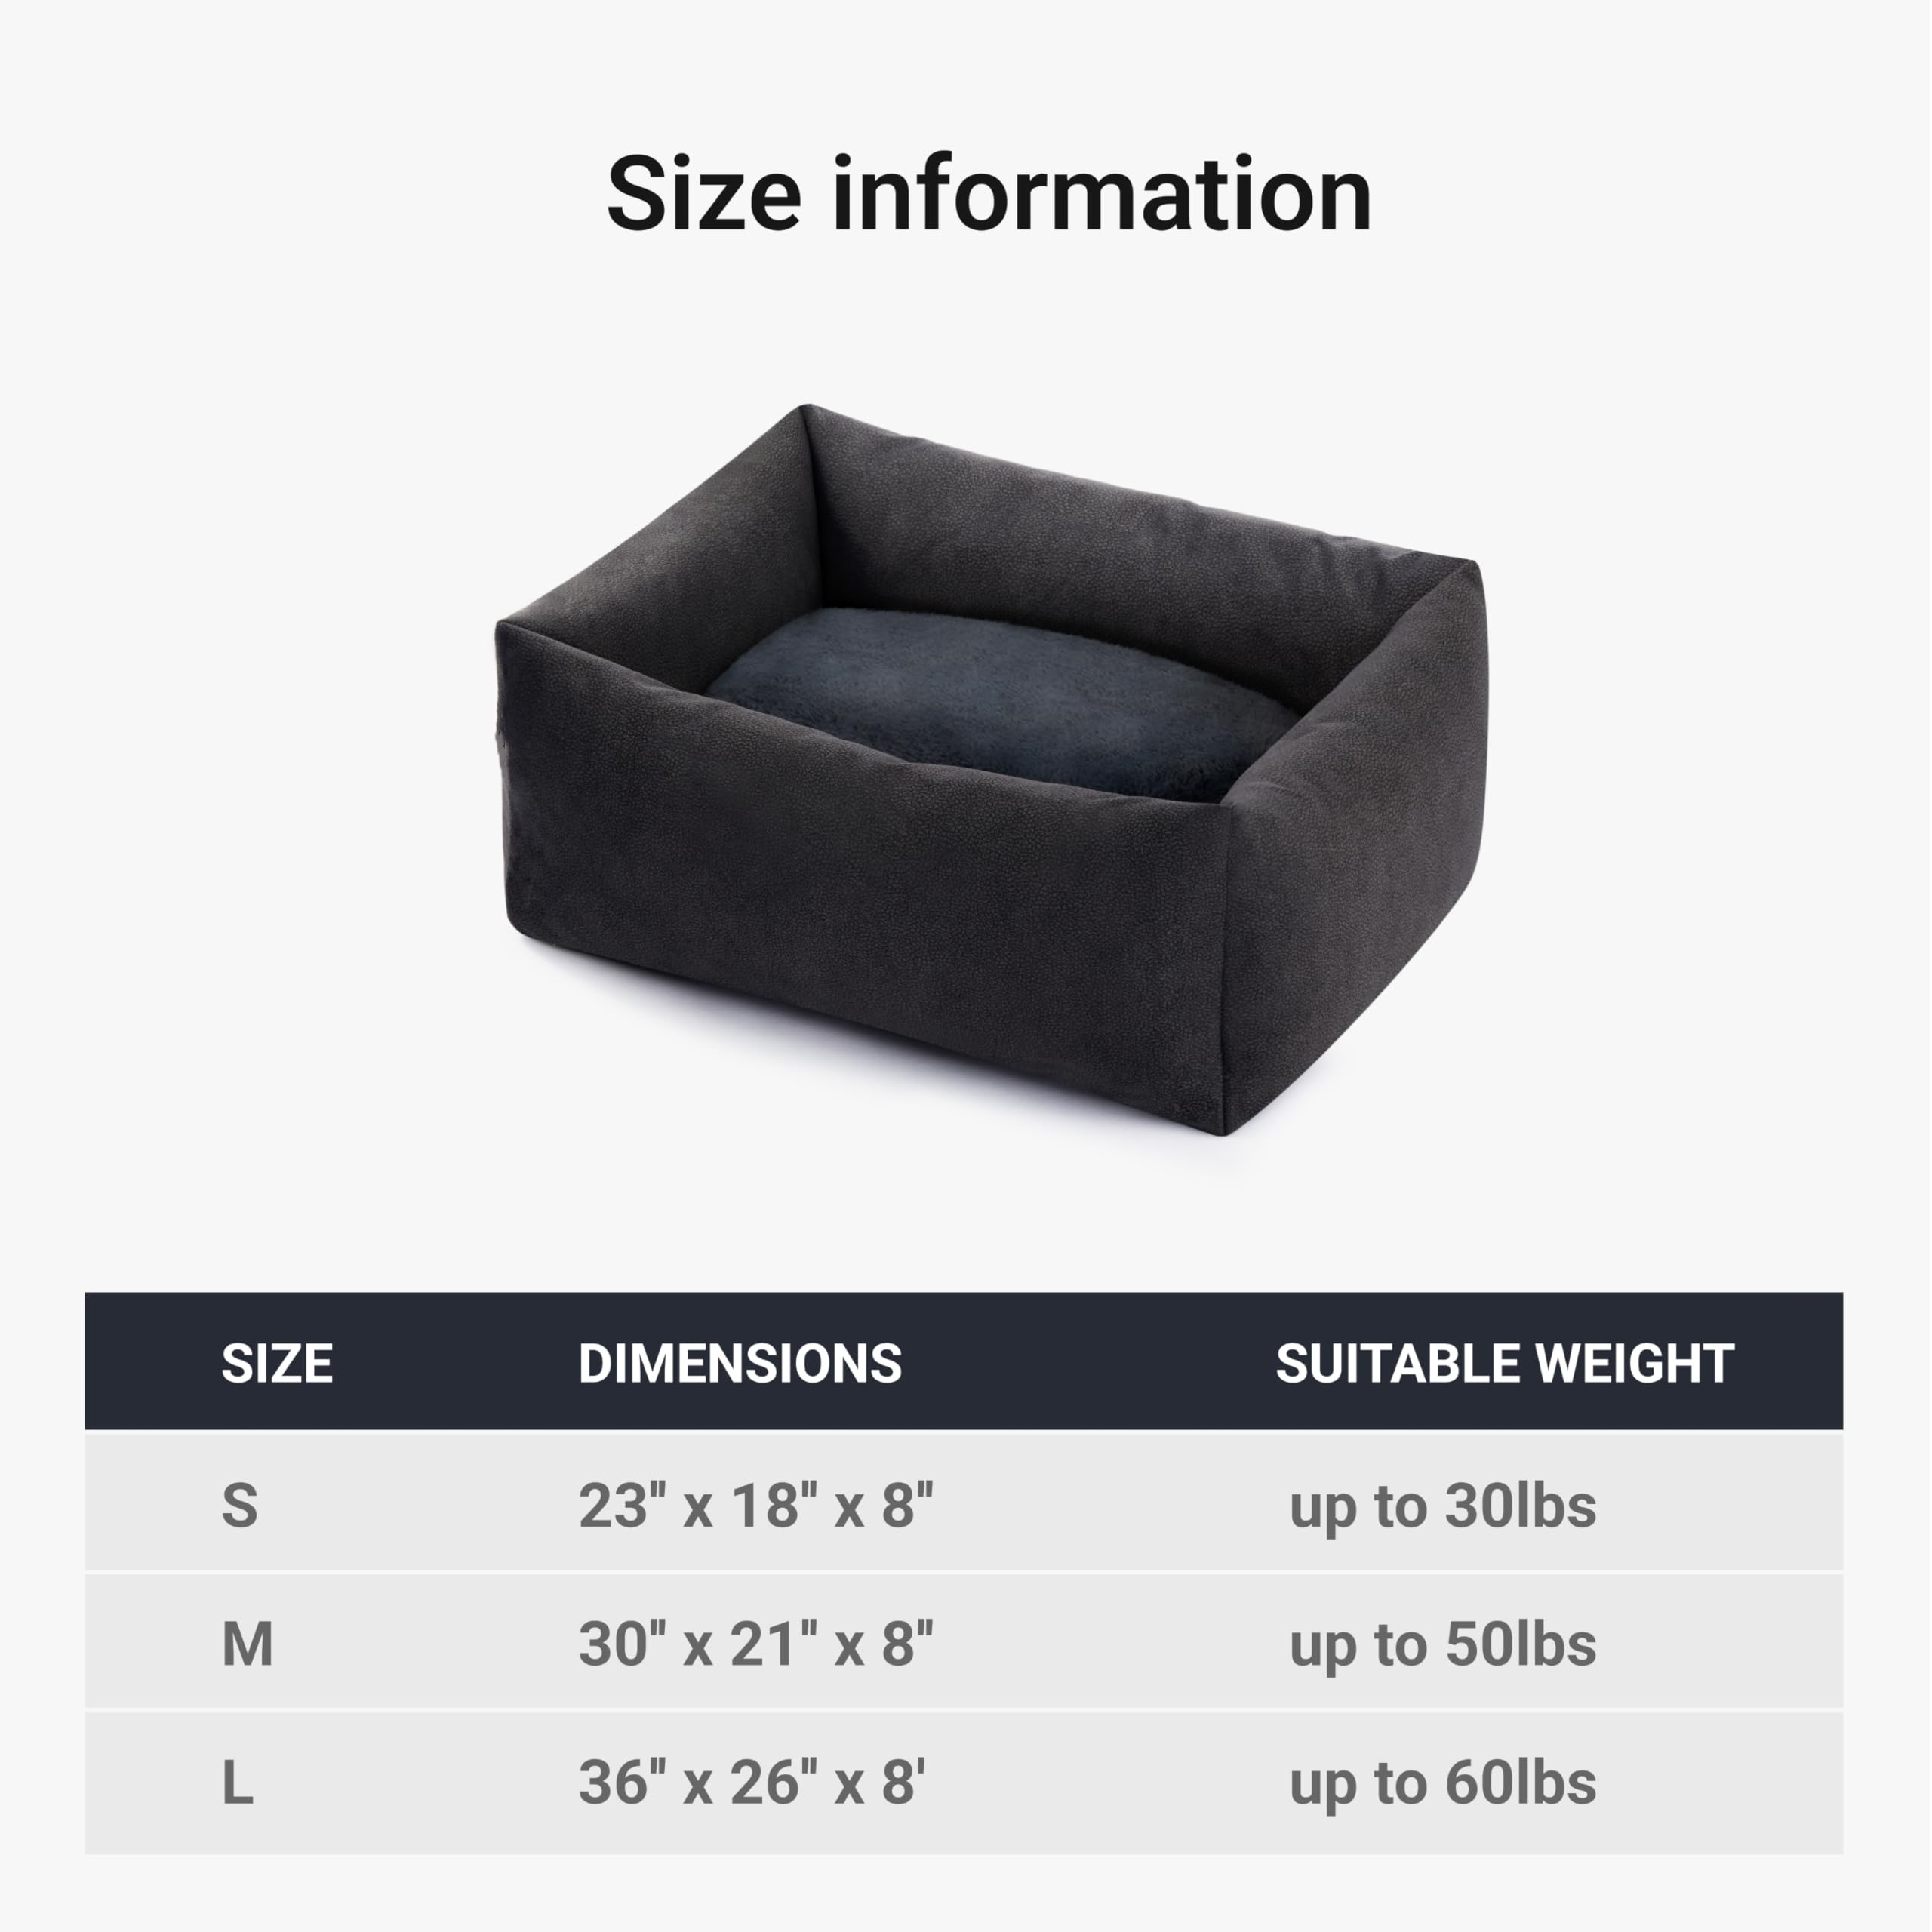 Size information
SIZE DIMENSIONS SUITABLE WEIGHT
S 23" x 18" x 8" up to 30lbs
M 30" x 21" x 8" up to 50lbs
L 36" x 26" x 8' up to 60lbs